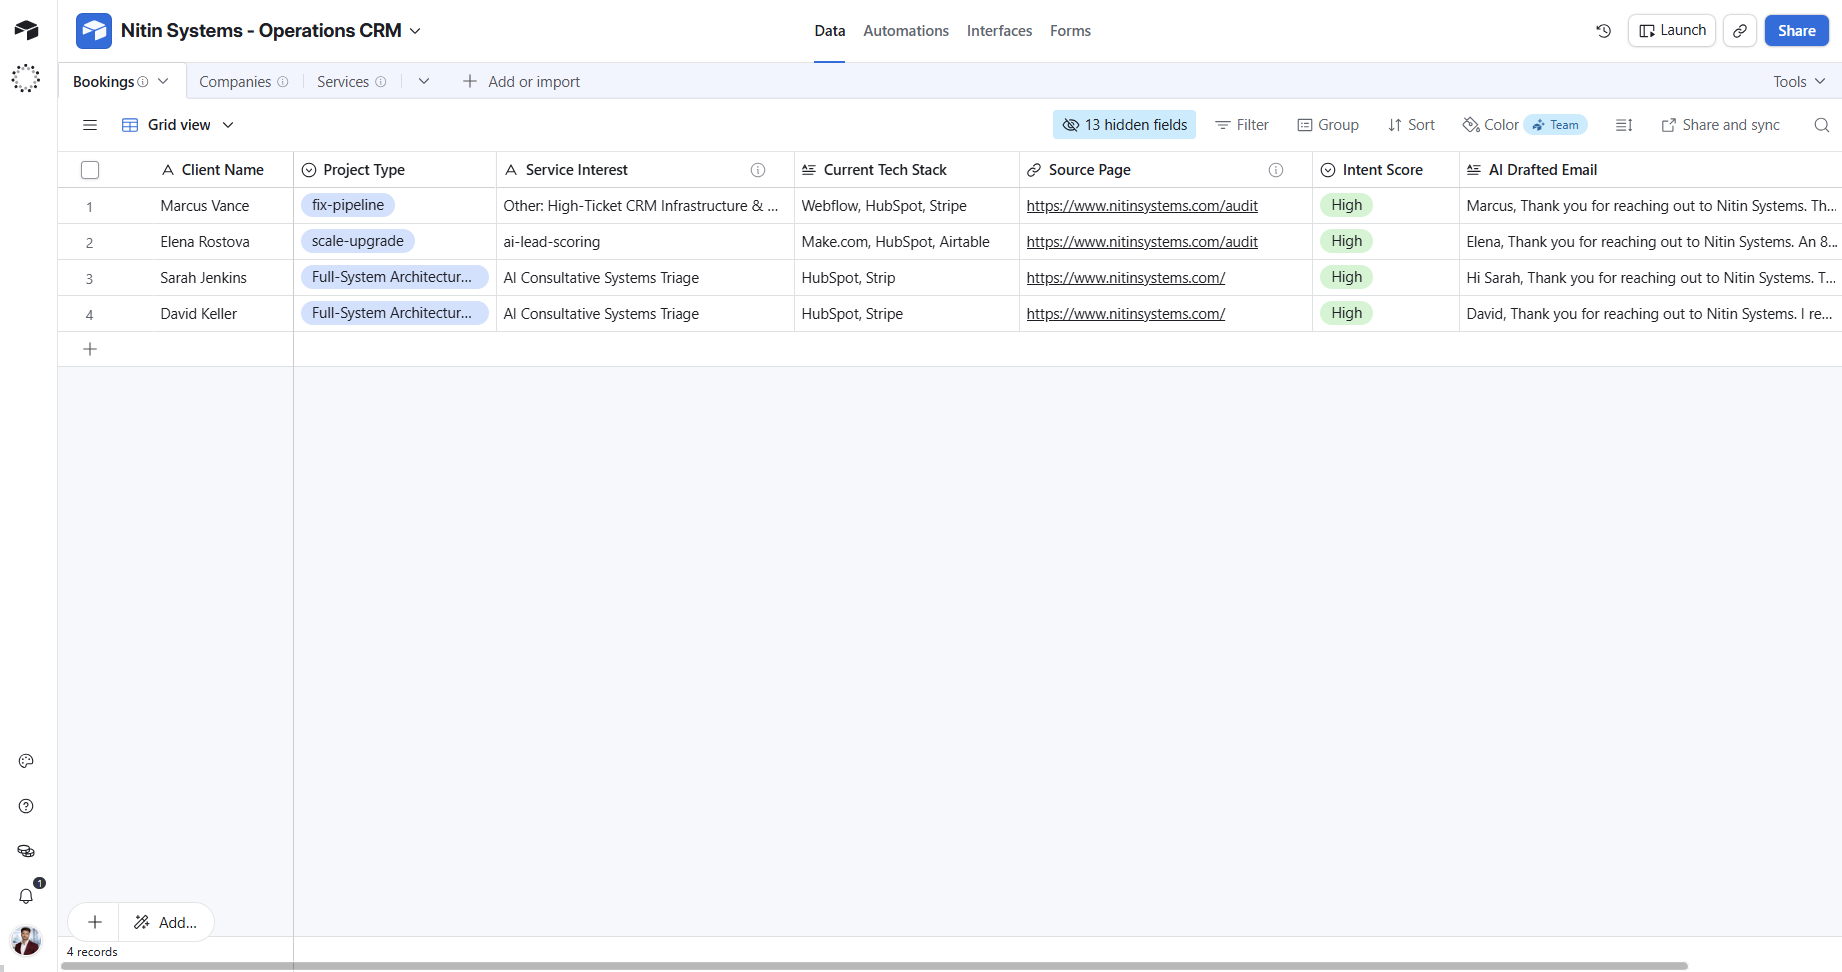 Nitin Systems - Operations CRM
Data Automations Interfaces Forms
Launch Share
Bookings Companies Services Add or import Tools
Grid view 13 hidden fields Filter Group Sort Color Team Share and sync
Client Name Project Type Service Interest Current Tech Stack Source Page Intent Score AI Drafted Email
1 Marcus Vance fix-pipeline Other: High-Ticket CRM Infrastructure & ... Webflow, HubSpot, Stripe https://www.nitinsystems.com/audit High Marcus, Thank you for reaching out to Nitin Systems. Th...
2 Elena Rostova scale-upgrade ai-lead-scoring Make.com, HubSpot, Airtable https://www.nitinsystems.com/audit High Elena, Thank you for reaching out to Nitin Systems. An 8...
3 Sarah Jenkins Full-System Architectur... AI Consultative Systems Triage HubSpot, Strip https://www.nitinsystems.com/ High Hi Sarah, Thank you for reaching out to Nitin Systems. T...
4 David Keller Full-System Architectur... AI Consultative Systems Triage HubSpot, Stripe https://www.nitinsystems.com/ High David, Thank you for reaching out to Nitin Systems. I re...
1
Add...
4 records